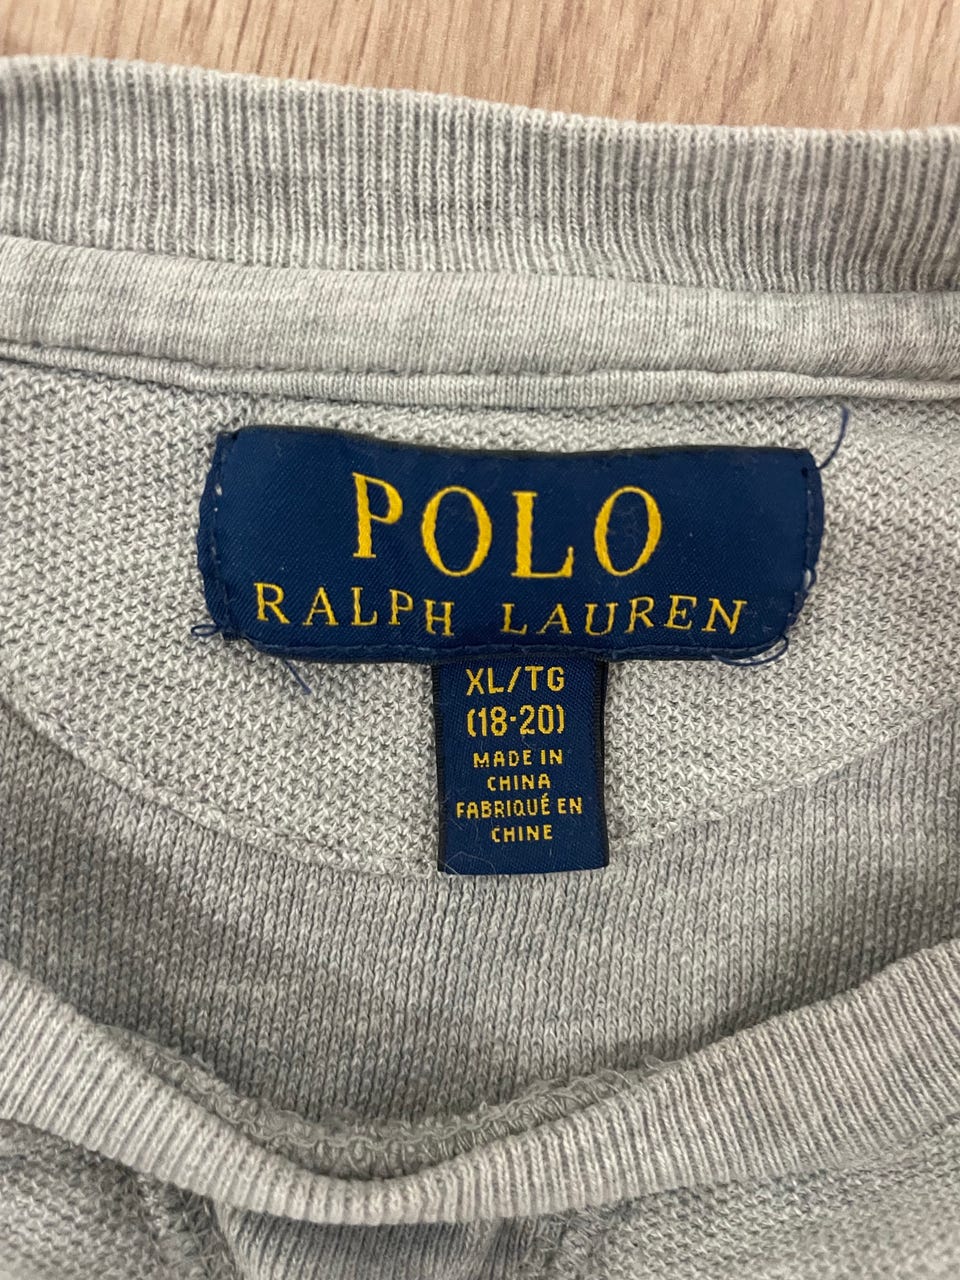 POLO
RALPH LAUREN
XL/TG
(18-20)
MADE IN
CHINA
FABRIQUÉ EN
CHINE